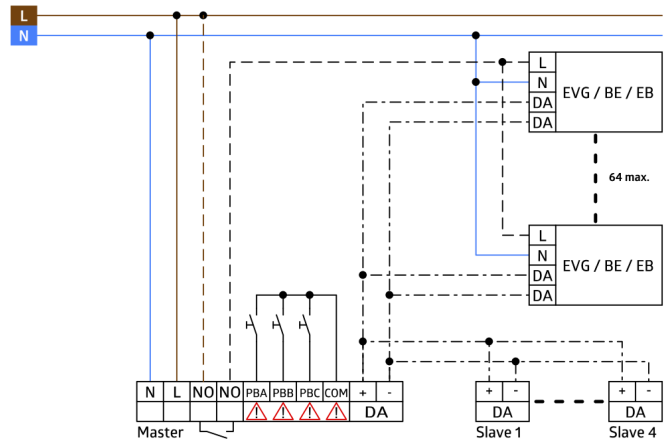 L
N
L
N
DA
DA
EVG / BE / EB
64 max.
L
N
DA
DA
EVG / BE / EB
N L NO NO PBA PBB PBC COM + -
DA
Master
+ -
DA
Slave 1
+ -
DA
Slave 4